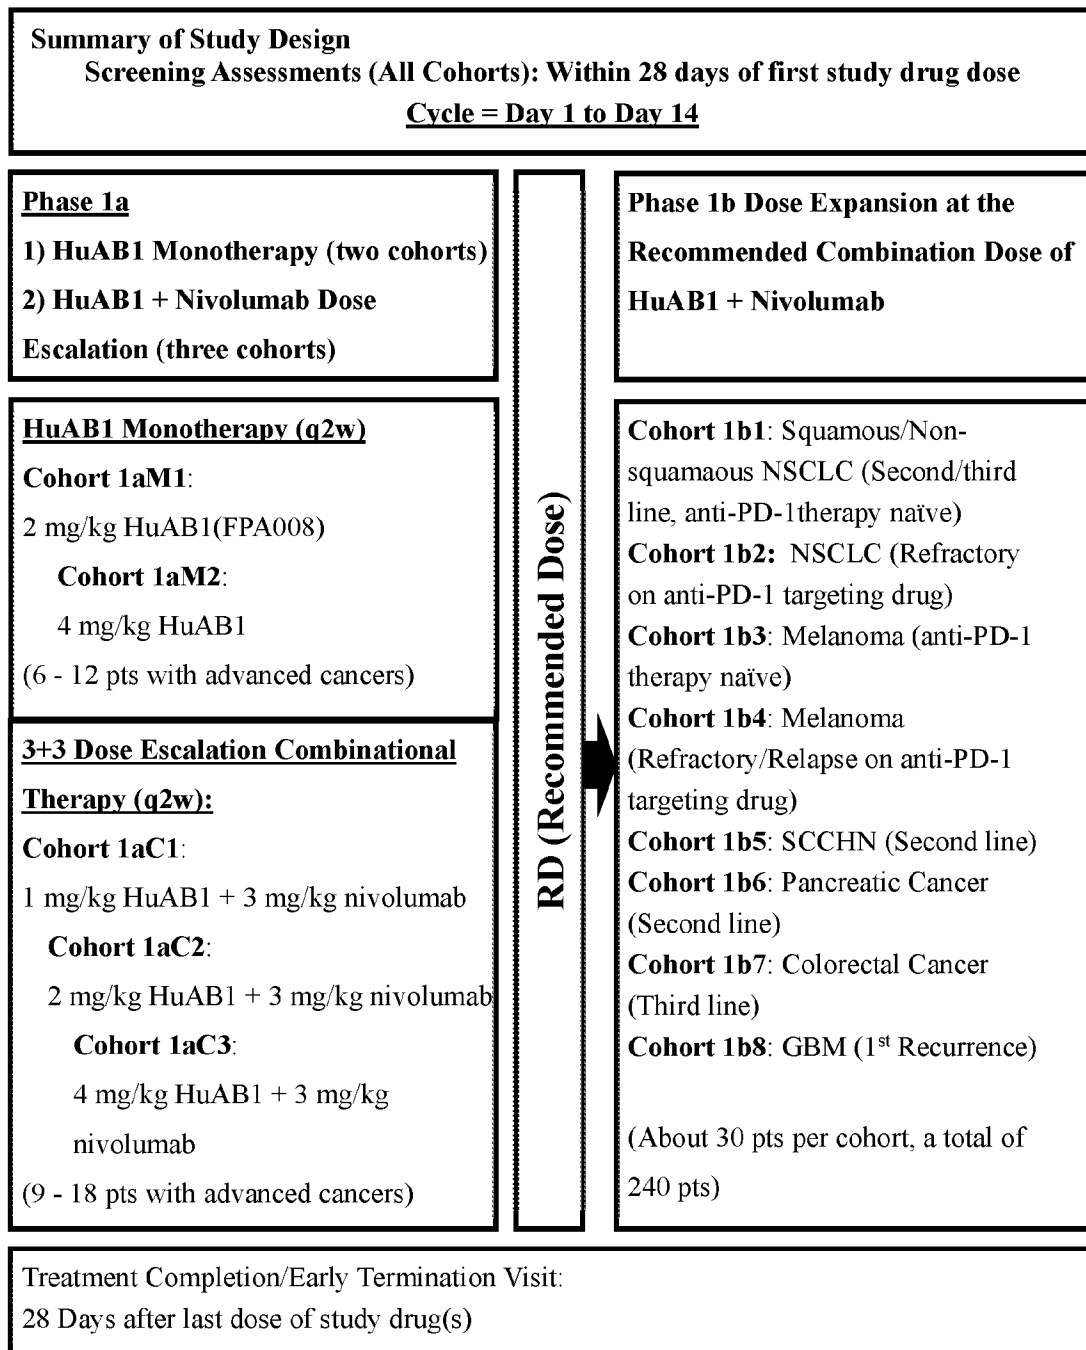 Summary of Study Design
Screening Assessments (All Cohorts): Within 28 days of first study drug dose
Cycle = Day 1 to Day 14
Phase 1a
1) HuAB1 Monotherapy (two cohorts)
2) HuAB1 + Nivolumab Dose
Escalation (three cohorts)
HuAB1 Monotherapy (q2w)
Cohort 1aM1:
2 mg/kg HuAB1(FPA008)
Cohort 1aM2:
4 mg/kg HuAB1
(6 - 12 pts with advanced cancers)
3+3 Dose Escalation Combinational
Therapy (q2w):
Cohort 1aC1:
1 mg/kg HuAB1 + 3 mg/kg nivolumab
Cohort 1aC2:
2 mg/kg HuAB1 + 3 mg/kg nivolumab
Cohort 1aC3:
4 mg/kg HuAB1 + 3 mg/kg
nivolumab
(9 - 18 pts with advanced cancers)
RD (Recommended Dose)
Phase 1b Dose Expansion at the
Recommended Combination Dose of
HuAB1 + Nivolumab
Cohort 1b1: Squamous/Non-
squamaous NSCLC (Second/third
line, anti-PD-1therapy naïve)
Cohort 1b2: NSCLC (Refractory
on anti-PD-1 targeting drug)
Cohort 1b3: Melanoma (anti-PD-1
therapy naïve)
Cohort 1b4: Melanoma
(Refractory/Relapse on anti-PD-1
targeting drug)
Cohort 1b5: SCCHN (Second line)
Cohort 1b6: Pancreatic Cancer
(Second line)
Cohort 1b7: Colorectal Cancer
(Third line)
Cohort 1b8: GBM (1st Recurrence)
(About 30 pts per cohort, a total of
240 pts)
Treatment Completion/Early Termination Visit:
28 Days after last dose of study drug(s)